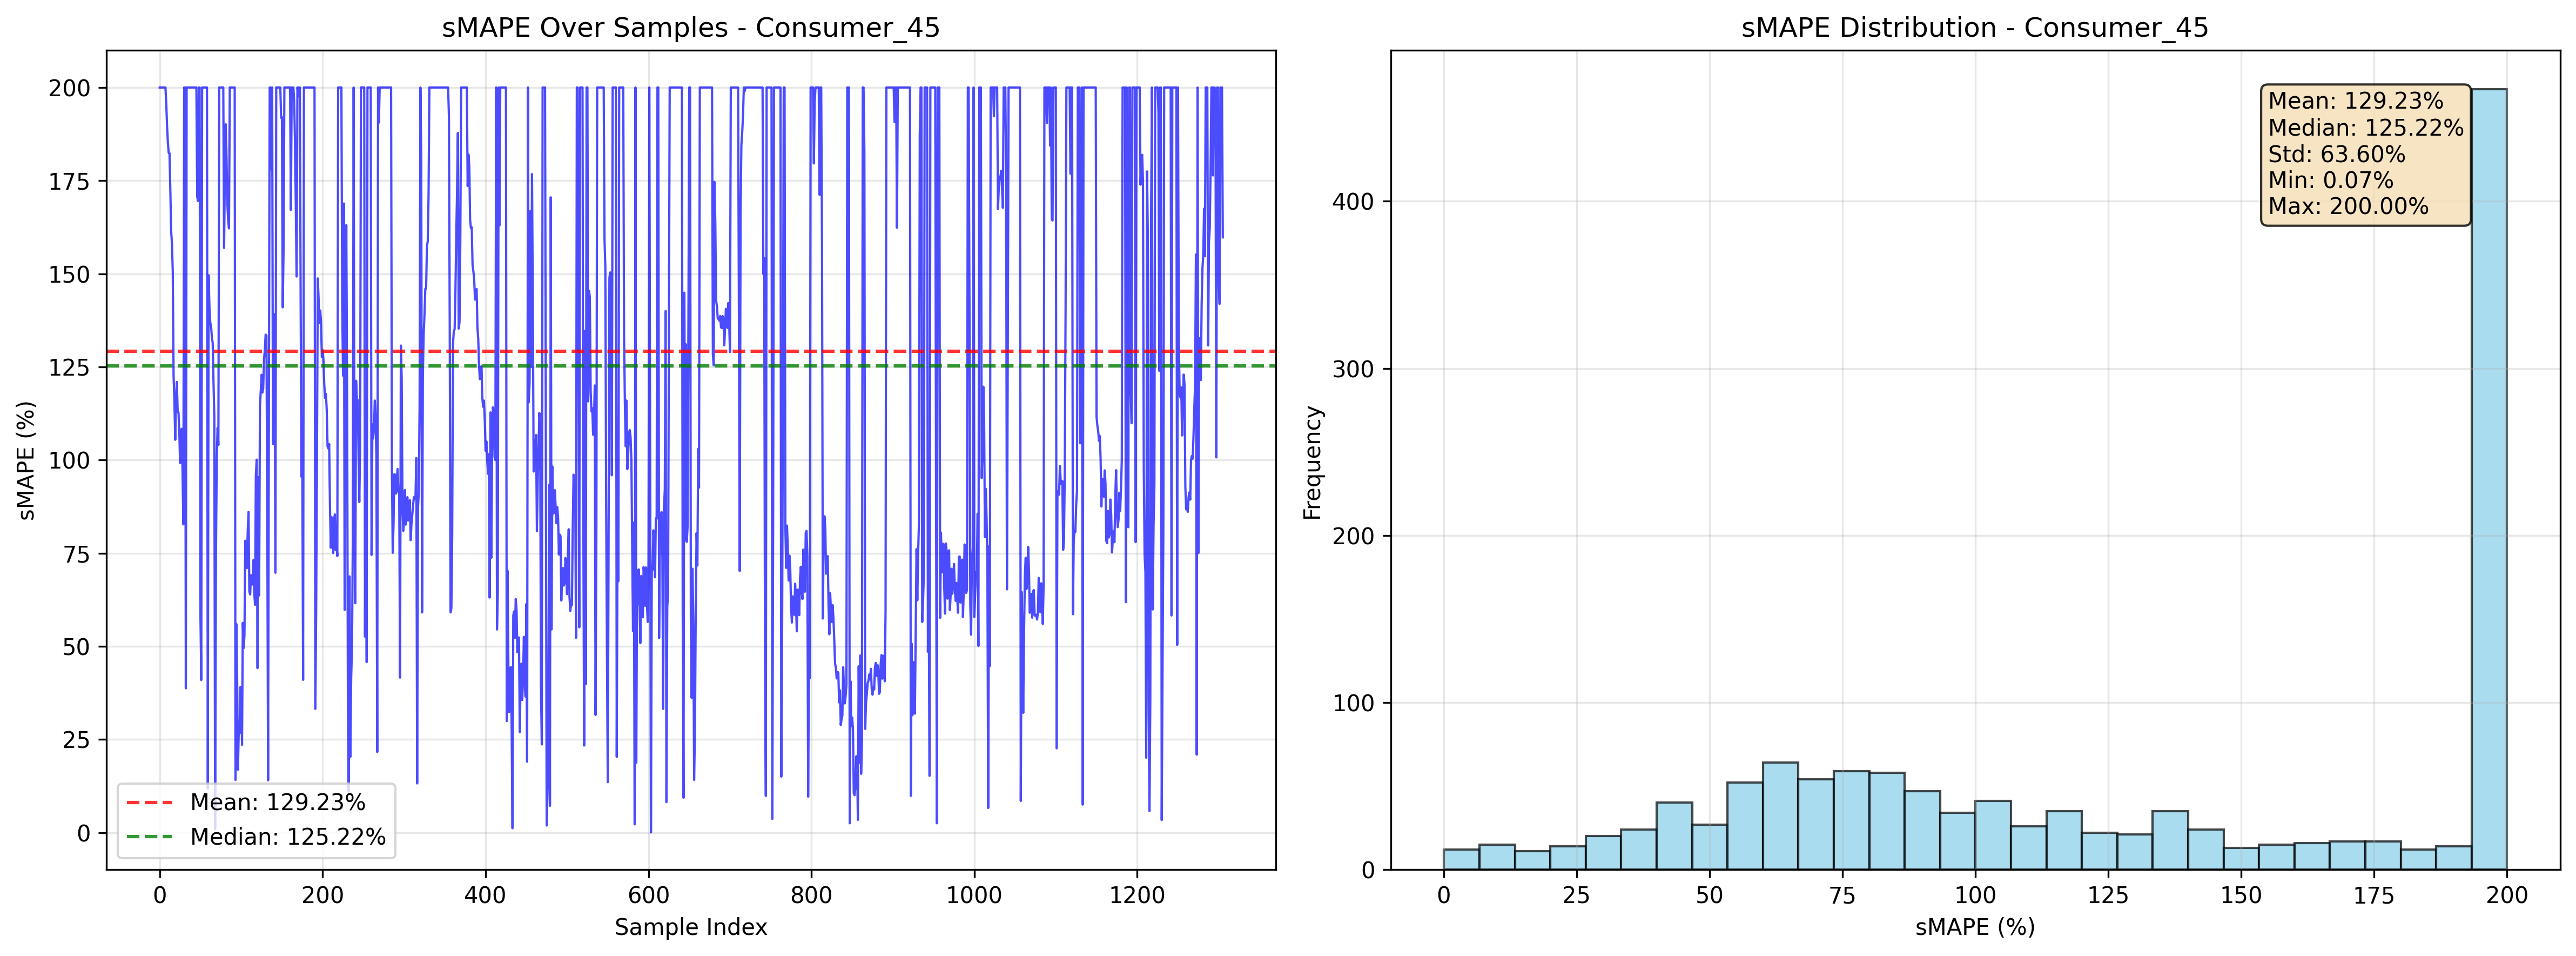 sMAPE Over Samples - Consumer_45
sMAPE (%)
200
175
150
125
100
75
50
25
0
Mean: 129.23%
Median: 125.22%
0 200 400 600 800 1000 1200
Sample Index
sMAPE Distribution - Consumer_45
Frequency
400
300
200
100
0
Mean: 129.23%
Median: 125.22%
Std: 63.60%
Min: 0.07%
Max: 200.00%
0 25 50 75 100 125 150 175 200
sMAPE (%)